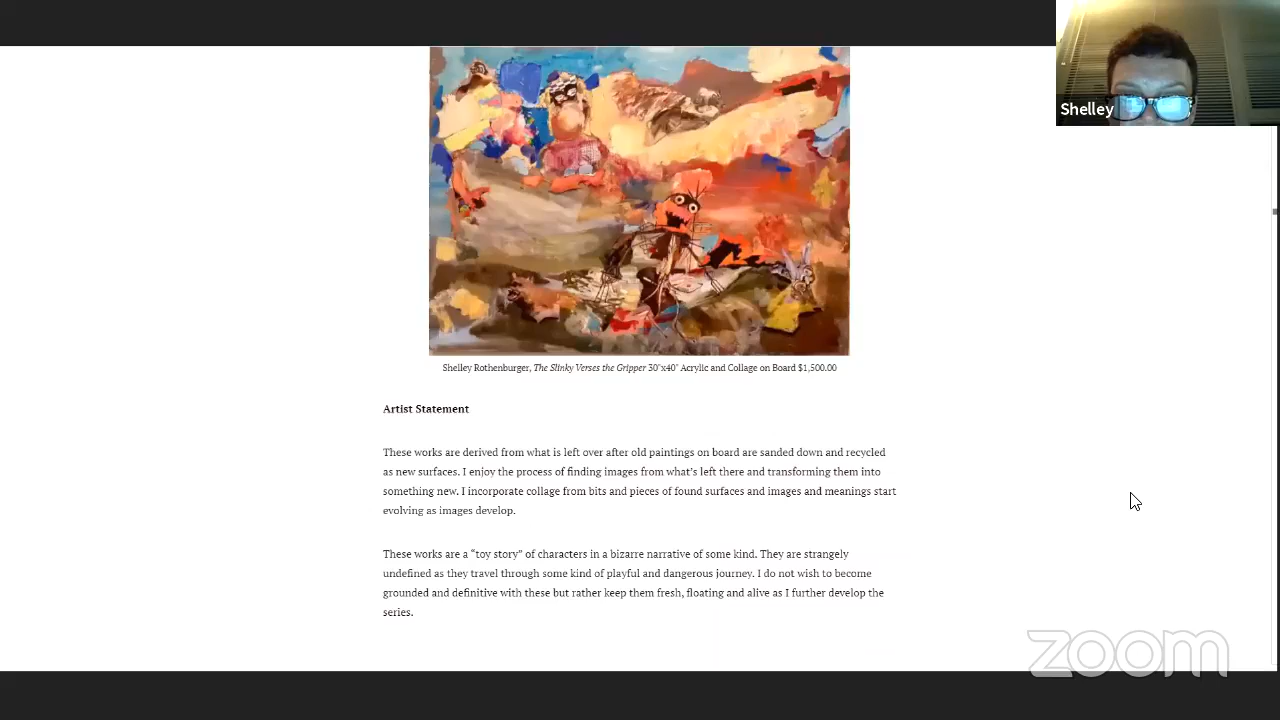 Shelley
Shelley Rothenburger, The Slinky Verses the Gripper 30"x40" Acrylic and Collage on Board $1,500.00
Artist Statement
These works are derived from what is left over after old paintings on board are sanded down and recycled
as new surfaces. I enjoy the process of finding images from what's left there and transforming them into
something new. I incorporate collage from bits and pieces of found surfaces and images and meanings start
evolving as images develop.
These works are a “toy story” of characters in a bizarre narrative of some kind. They are strangely
undefined as they travel through some kind of playful and dangerous journey. I do not wish to become
grounded and definitive with these but rather keep them fresh, floating and alive as I further develop the
series.
zoom